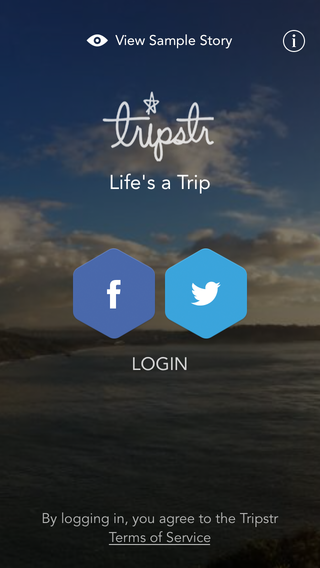 View Sample Story
i
tripstr
Life's a Trip
f
LOGIN
By logging in, you agree to the Tripstr
Terms of Service